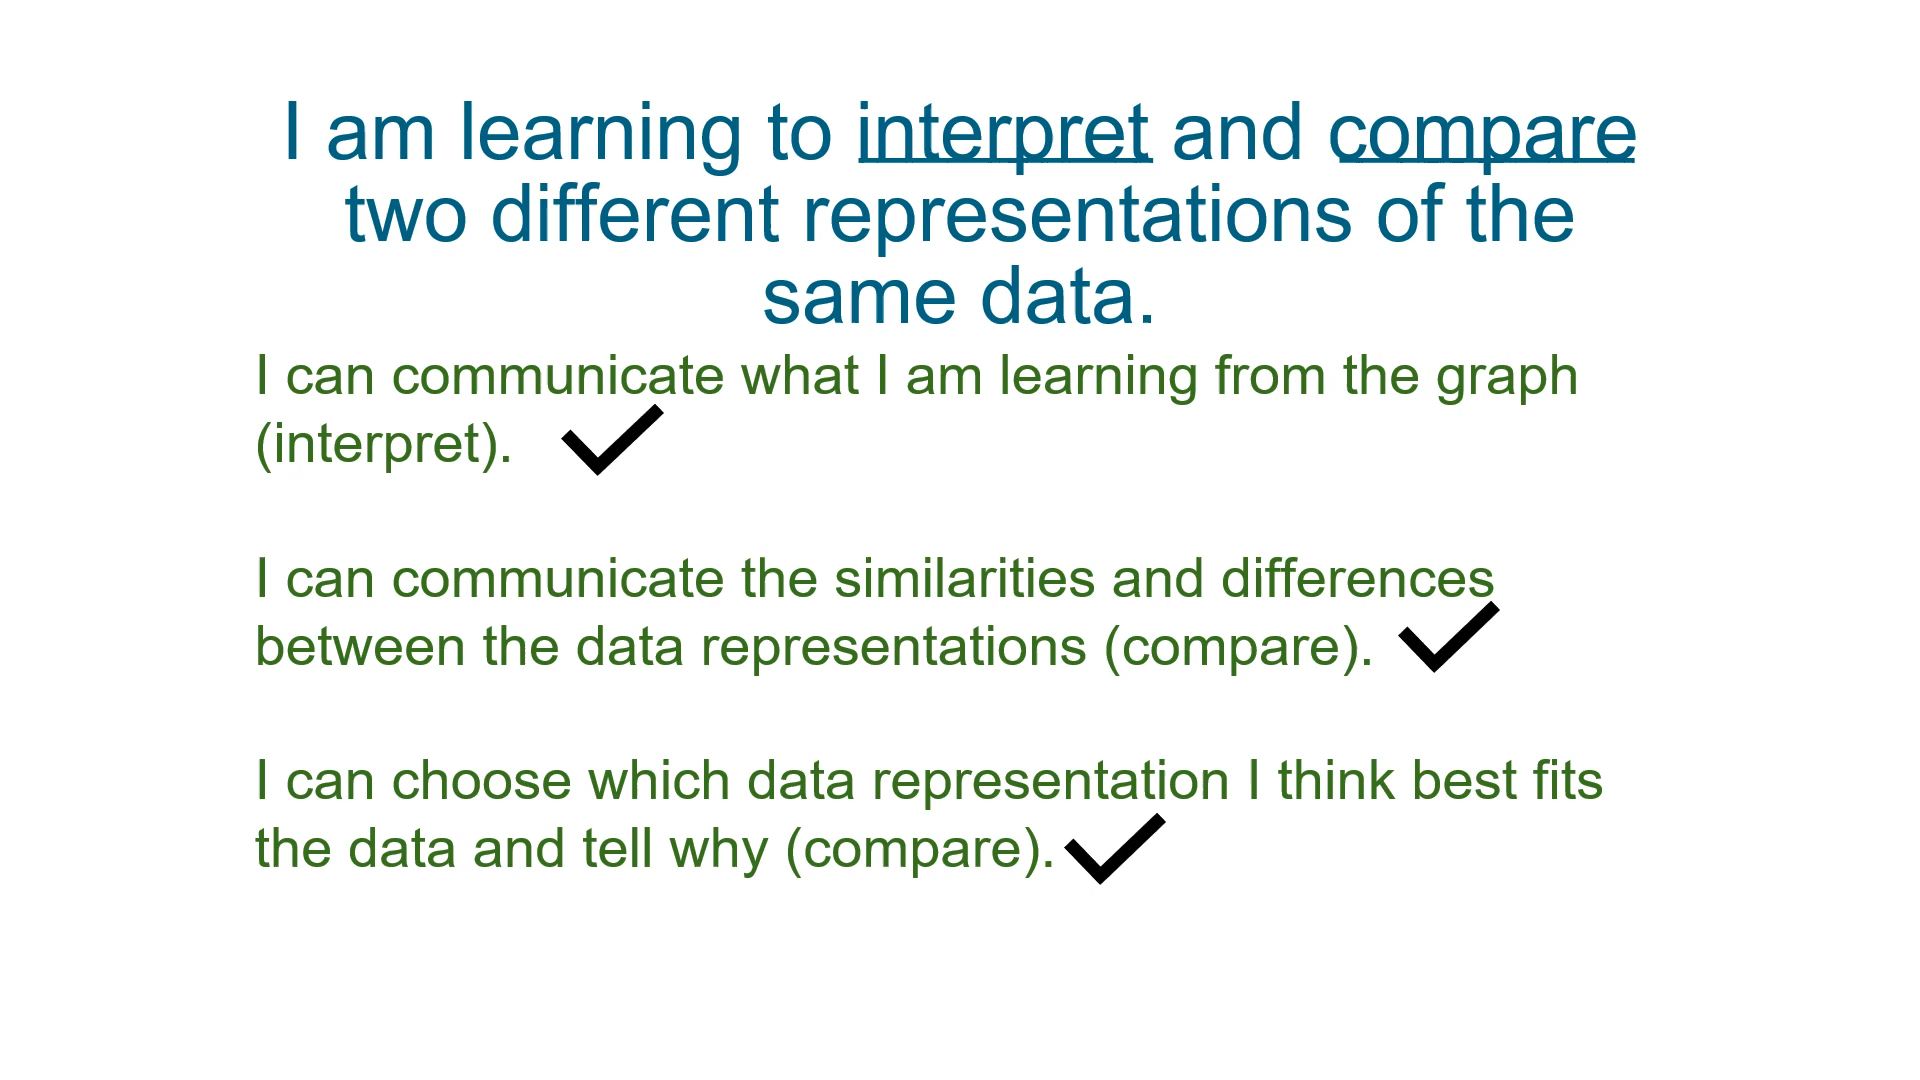 I am learning to interpret and compare
two different representations of the
same data.
I can communicate what I am learning from the graph
(interpret).
I can communicate the similarities and differences
between the data representations (compare).
I can choose which data representation I think best fits
the data and tell why (compare).